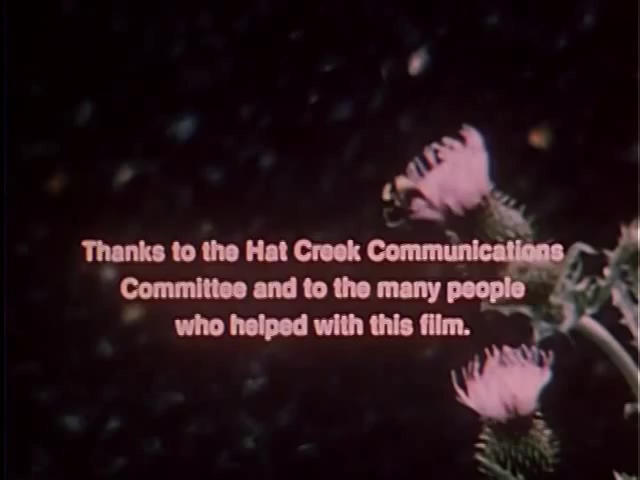 Thanks to the Hat Creek Communications
Committee and to the many people
who helped with this film.